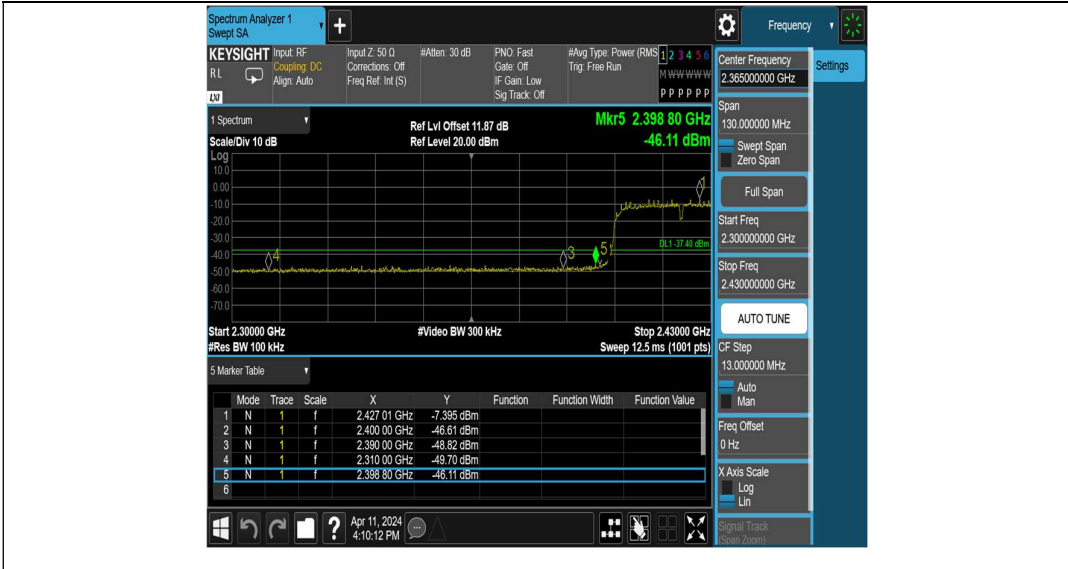 Spectrum Analyzer 1
Swept SA
+
Frequency
KEYSIGHT
RL
LXI
Input: RF
Coupling: DC
Align: Auto
Input Z: 50 Ω
Corrections: Off
Freq Ref: Int (S)
#Atten: 30 dB
PNO: Fast
Gate: Off
IF Gain: Low
Sig Track: Off
#Avg Type: Power (RMS
Trig: Free Run
1 2 3 4 5 6
M W W W W W
P P P P P P
1 Spectrum
Scale/Div 10 dB
Ref Lvl Offset 11.87 dB
Ref Level 20.00 dBm
Mkr5 2.398 80 GHz
-46.11 dBm
Log
10.0
0.00
-10.0
-20.0
-30.0
-40.0
-50.0
-60.0
-70.0
4
3
5
1
DL1 -37.40 dBm
Start 2.30000 GHz
#Res BW 100 kHz
#Video BW 300 kHz
Stop 2.43000 GHz
Sweep 12.5 ms (1001 pts)
5 Marker Table
Mode Trace Scale X Y Function Function Width Function Value
1 N 1 f 2.427 01 GHz -7.395 dBm
2 N 1 f 2.400 00 GHz -46.61 dBm
3 N 1 f 2.390 00 GHz -48.82 dBm
4 N 1 f 2.310 00 GHz -49.70 dBm
5 N 1 f 2.398 80 GHz -46.11 dBm
6
?
Apr 11, 2024
4:10:12 PM
Center Frequency
2.365000000 GHz
Settings
Span
130.000000 MHz
Swept Span
Zero Span
Full Span
Start Freq
2.300000000 GHz
Stop Freq
2.430000000 GHz
AUTO TUNE
CF Step
13.000000 MHz
Auto
Man
Freq Offset
0 Hz
X Axis Scale
Log
Lin
Signal Track
(Span Zoom)